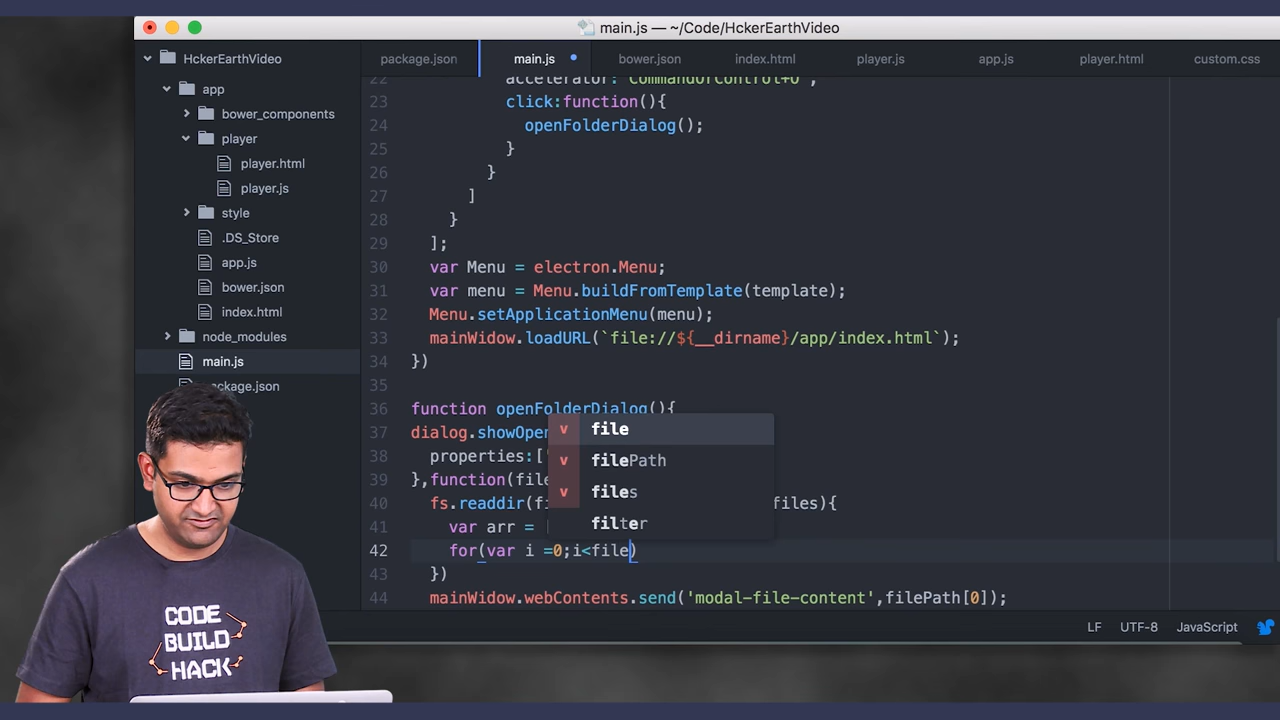 main.js — ~/Code/HckerEarthVideo
HckerEarthVideo
app
bower_components
player
player.html
player.js
style
.DS_Store
app.js
bower.json
index.html
node_modules
main.js
package.json
package.json
main.js
bower.json
index.html
player.js
app.js
player.html
custom.css
22 accelerator:'CommandOrControl+O',
23 click:function(){
24 openFolderDialog();
25 }
26 }
27 ]
28 }
29 ];
30 var Menu = electron.Menu;
31 var menu = Menu.buildFromTemplate(template);
32 Menu.setApplicationMenu(menu);
33 mainWidow.loadURL(`file://${__dirname}/app/index.html`);
34 })
35
36 function openFolderDialog(){
37 dialog.showOpen
38 properties:['
39 },function(file
40 fs.readdir(fi files){
41 var arr = [
42 for(var i =0;i<file)
43 })
44 mainWidow.webContents.send('modal-file-content',filePath[0]);
v file
v filePath
v files
filter
LF UTF-8 JavaScript
CODE
BUILD
HACK